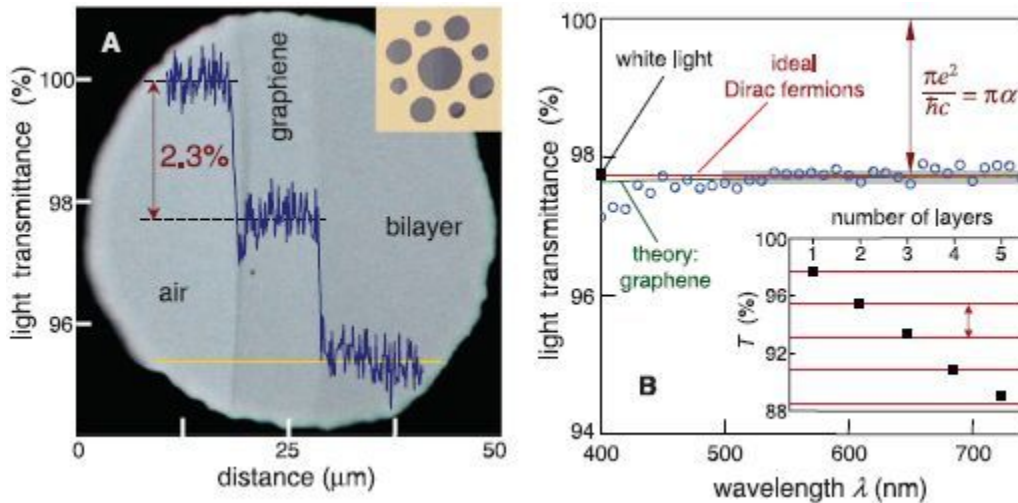 A
100
98
96
light transmittance (%)
2.3%
graphene
air
bilayer
0
25
50
distance (μm)
100
98
96
94
light transmittance (%)
white light
ideal
Dirac fermions
πe²/ħc = πα
theory:
graphene
B
400
500
600
700
wavelength λ (nm)
number of layers
1 2 3 4 5
100
96
92
88
T (%)